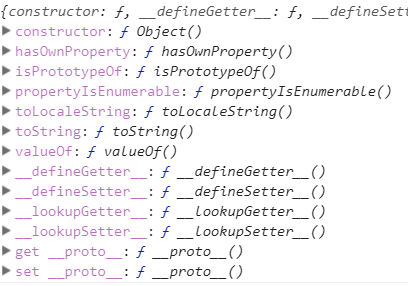 {constructor: ƒ, __defineGetter__: ƒ, __defineSett
▶ constructor: ƒ Object()
▶ hasOwnProperty: ƒ hasOwnProperty()
▶ isPrototypeOf: ƒ isPrototypeOf()
▶ propertyIsEnumerable: ƒ propertyIsEnumerable()
▶ toLocaleString: ƒ toLocaleString()
▶ toString: ƒ toString()
▶ valueOf: ƒ valueOf()
▶ __defineGetter__: ƒ __defineGetter__()
▶ __defineSetter__: ƒ __defineSetter__()
▶ __lookupGetter__: ƒ __lookupGetter__()
▶ __lookupSetter__: ƒ __lookupSetter__()
▶ get __proto__: ƒ __proto__()
▶ set __proto__: ƒ __proto__()